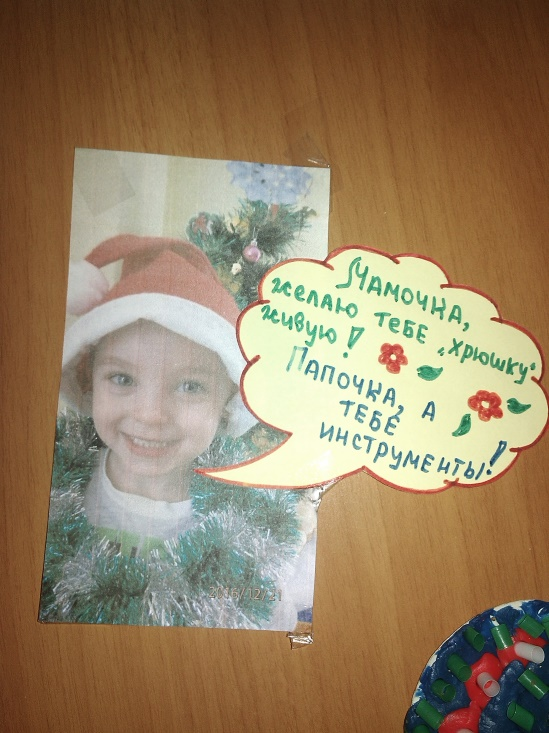 Мамочка,
желаю тебе „хрюшку"
живую!
Папочка, а
тебе
инструменты!
2016/12/21